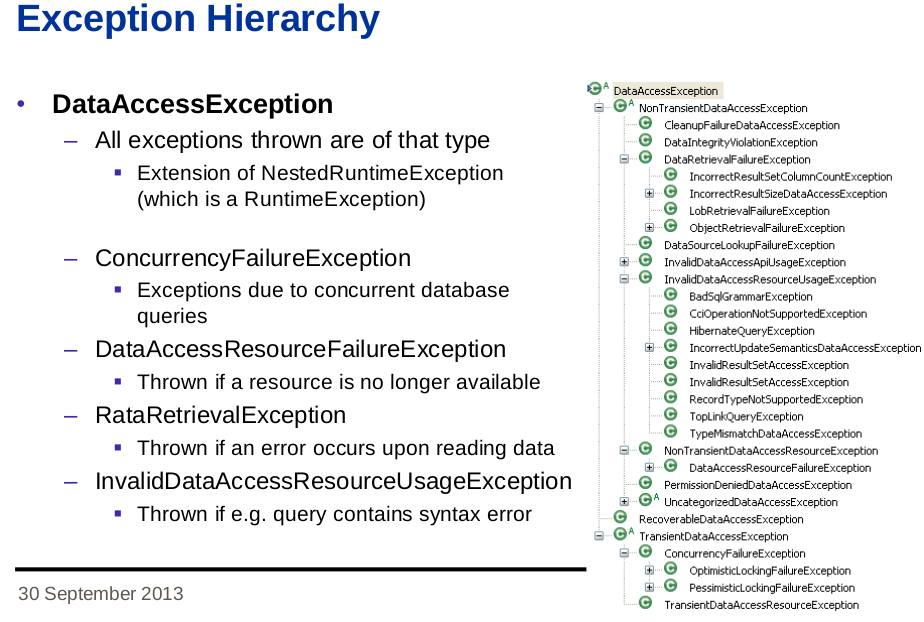 Exception Hierarchy
• DataAccessException
– All exceptions thrown are of that type
▪ Extension of NestedRuntimeException
(which is a RuntimeException)
– ConcurrencyFailureException
▪ Exceptions due to concurrent database
queries
– DataAccessResourceFailureException
▪ Thrown if a resource is no longer available
– RataRetrievalException
▪ Thrown if an error occurs upon reading data
– InvalidDataAccessResourceUsageException
▪ Thrown if e.g. query contains syntax error
30 September 2013
C A DataAccessException
C A NonTransientDataAccessException
C CleanupFailureDataAccessException
C DataIntegrityViolationException
C DataRetrievalFailureException
C IncorrectResultSetColumnCountException
C IncorrectResultSizeDataAccessException
C LobRetrievalFailureException
C ObjectRetrievalFailureException
C DataSourceLookupFailureException
C InvalidDataAccessApiUsageException
C InvalidDataAccessResourceUsageException
C BadSqlGrammarException
C CciOperationNotSupportedException
C HibernateQueryException
C IncorrectUpdateSemanticsDataAccessException
C InvalidResultSetAccessException
C InvalidResultSetAccessException
C RecordTypeNotSupportedException
C TopLinkQueryException
C TypeMismatchDataAccessException
C NonTransientDataAccessResourceException
C DataAccessResourceFailureException
C PermissionDeniedDataAccessException
C A UncategorizedDataAccessException
C RecoverableDataAccessException
C A TransientDataAccessException
C ConcurrencyFailureException
C OptimisticLockingFailureException
C PessimisticLockingFailureException
C TransientDataAccessResourceException